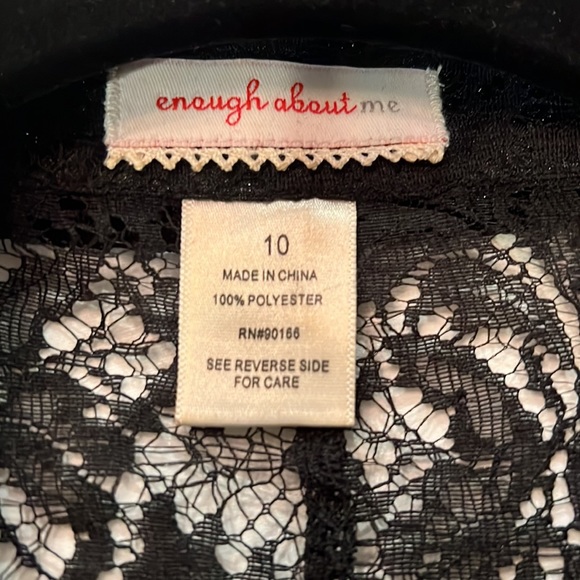 enough about me
10
MADE IN CHINA
100% POLYESTER
RN#90166
SEE REVERSE SIDE
FOR CARE